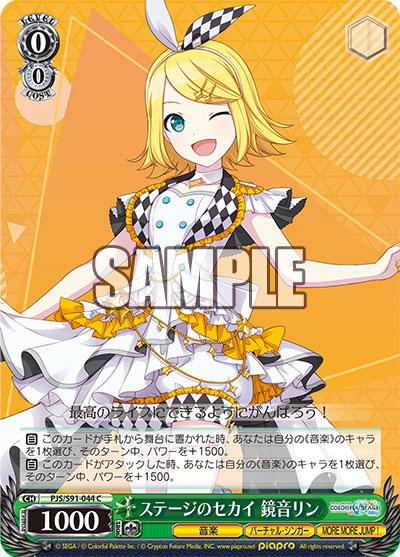 LEVEL
0
0
COST
SAMPLE
最高のライブにできるようにがんばろう！
自 このカードが手札から舞台に置かれた時、あなたは自分の《音楽》のキャラ
を1枚選び、そのターン中、パワーを＋1500。
自 このカードがアタックした時、あなたは自分の《音楽》のキャラを1枚選び、
そのターン中、パワーを＋1500。
CH PJS/S91-044 C
1000
ステージのセカイ 鏡音リン
COLORFUL STAGE!
音楽 バーチャル・シンガー MORE MORE JUMP！
© SEGA / © Colorful Palette Inc. / © Crypton Future Media, INC. www.piapro.net piapro